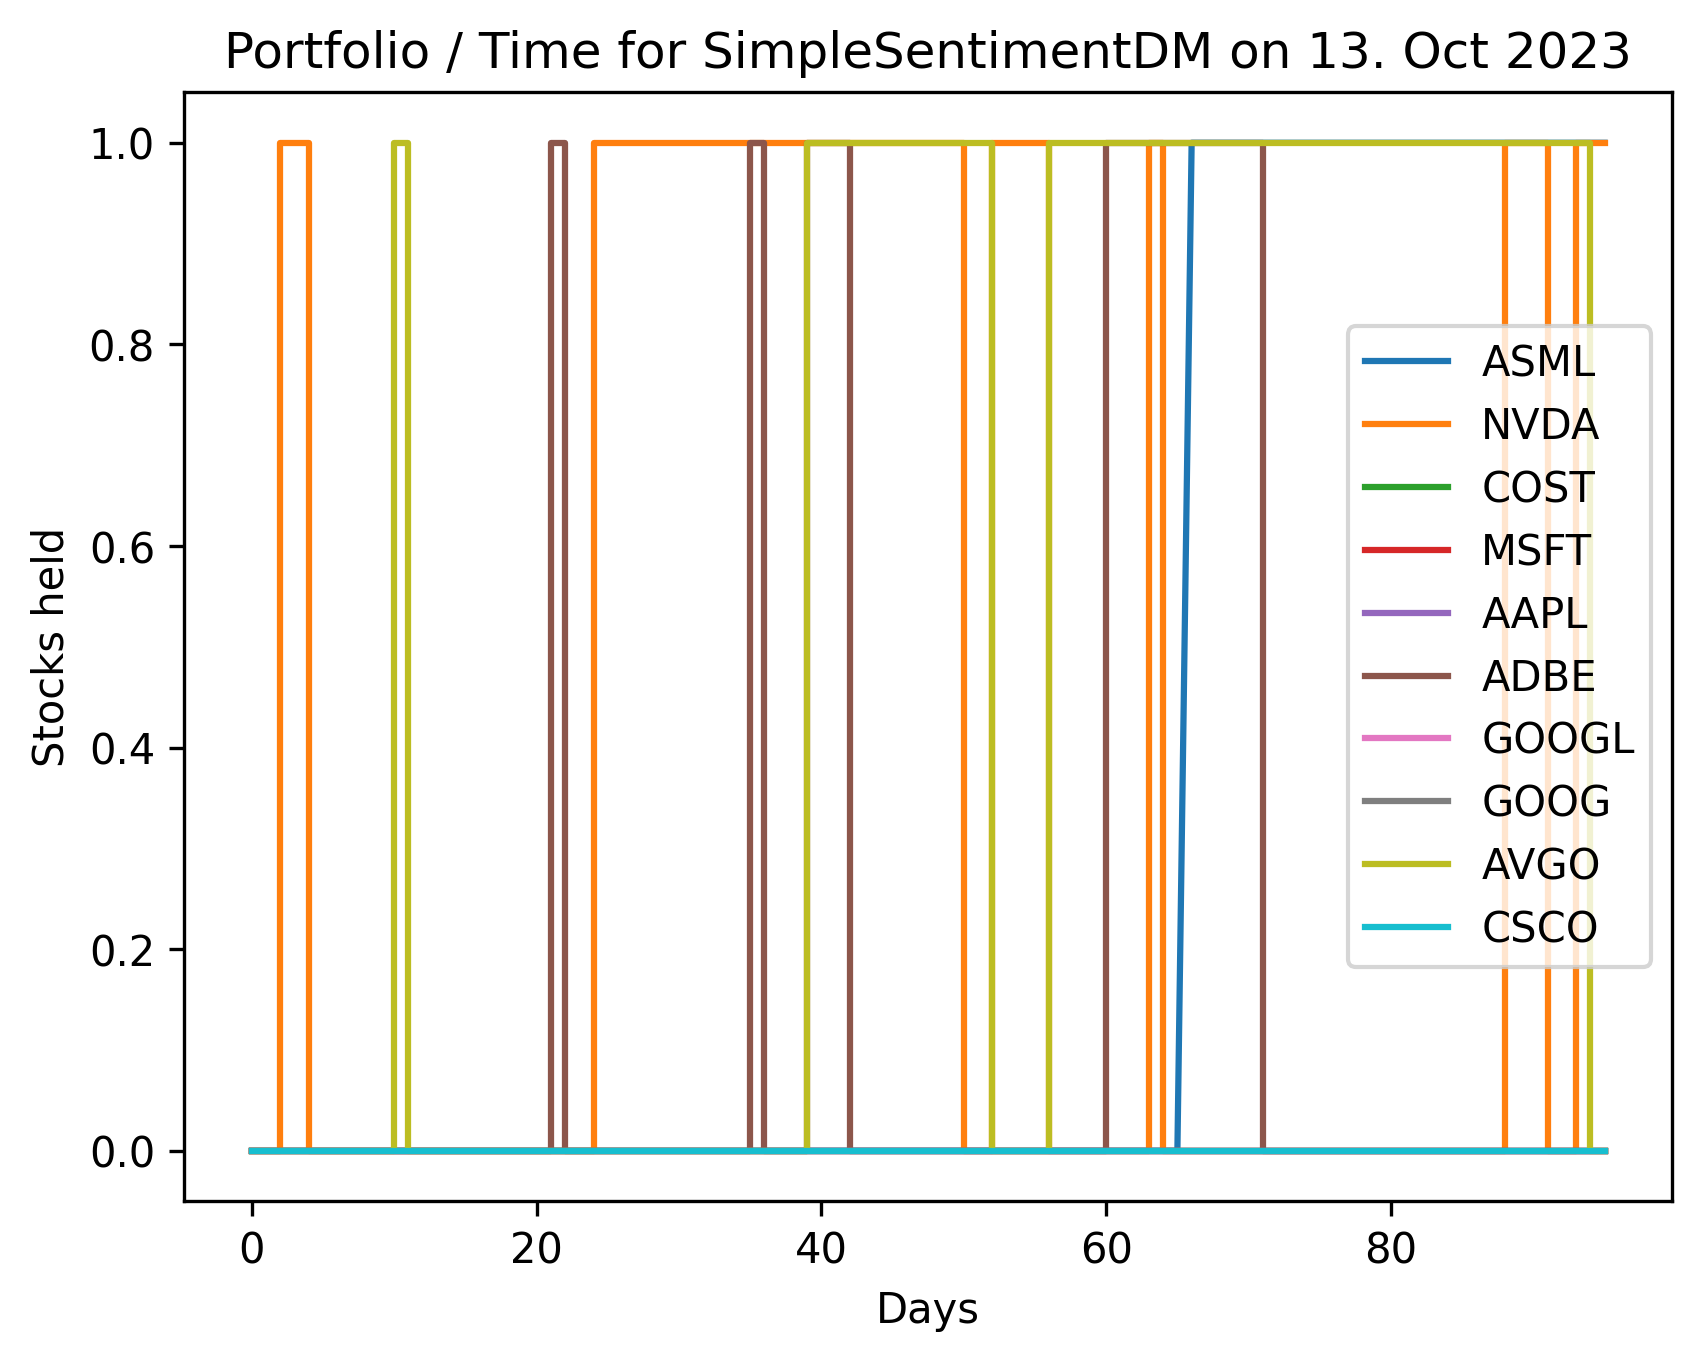 Portfolio / Time for SimpleSentimentDM on 13. Oct 2023
1.0
0.8
0.6
0.4
0.2
0.0
Stocks held
ASML
NVDA
COST
MSFT
AAPL
ADBE
GOOGL
GOOG
AVGO
CSCO
0 20 40 60 80
Days